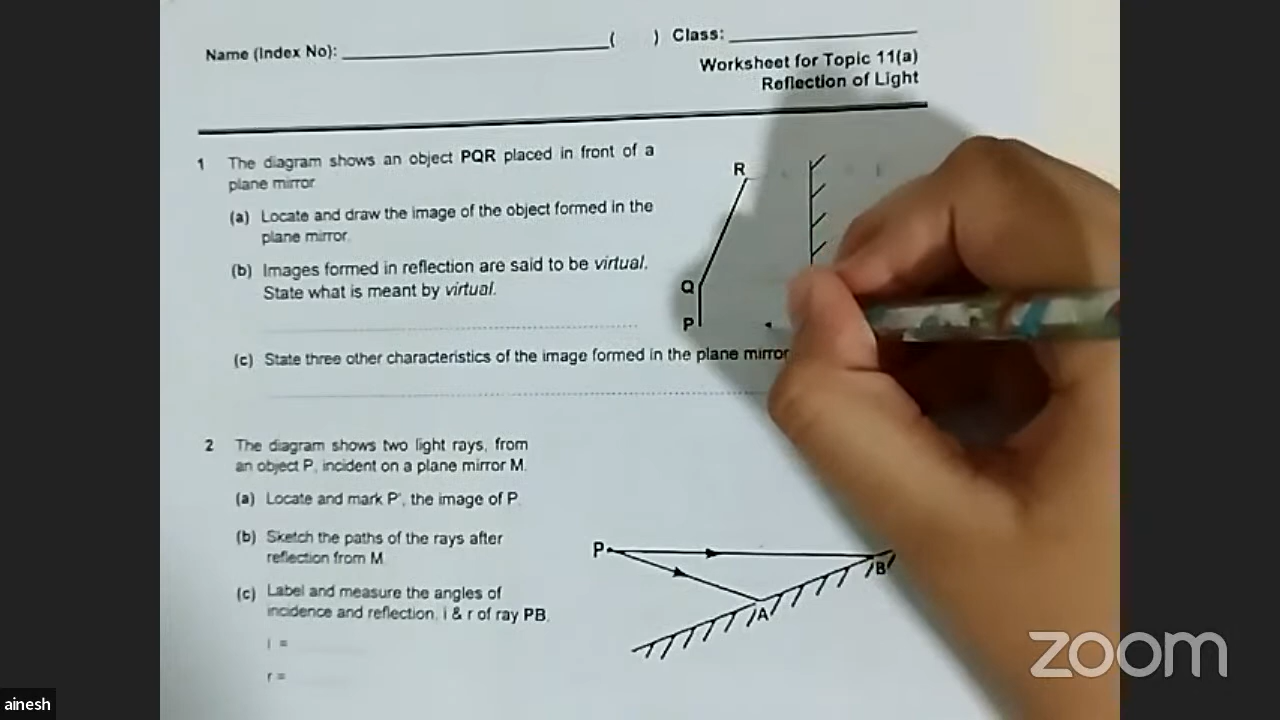 Name (Index No): ____________ ( ) Class: ____________
Worksheet for Topic 11(a)
Reflection of Light
1 The diagram shows an object PQR placed in front of a
plane mirror
(a) Locate and draw the image of the object formed in the
plane mirror.
(b) Images formed in reflection are said to be virtual.
State what is meant by virtual.
(c) State three other characteristics of the image formed in the plane mirror
R
Q
P
2 The diagram shows two light rays, from
an object P, incident on a plane mirror M.
(a) Locate and mark P', the image of P.
(b) Sketch the paths of the rays after
reflection from M.
(c) Label and measure the angles of
incidence and reflection, i & r of ray PB.
i =
r =
P
B
A
zoom
ainesh